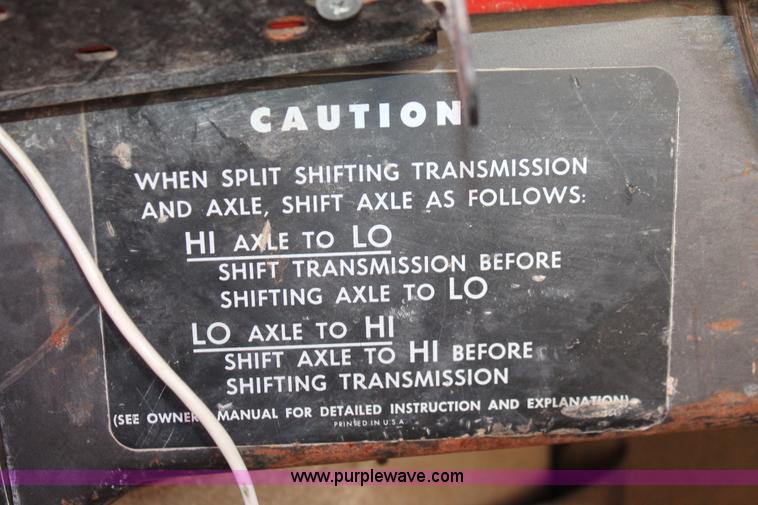 CAUTION
WHEN SPLIT SHIFTING TRANSMISSION
AND AXLE, SHIFT AXLE AS FOLLOWS:
HI AXLE TO LO
SHIFT TRANSMISSION BEFORE
SHIFTING AXLE TO LO
LO AXLE TO HI
SHIFT AXLE TO HI BEFORE
SHIFTING TRANSMISSION
(SEE OWNERS MANUAL FOR DETAILED INSTRUCTION AND EXPLANATION)
PRINTED IN U.S.A.
www.purplewave.com